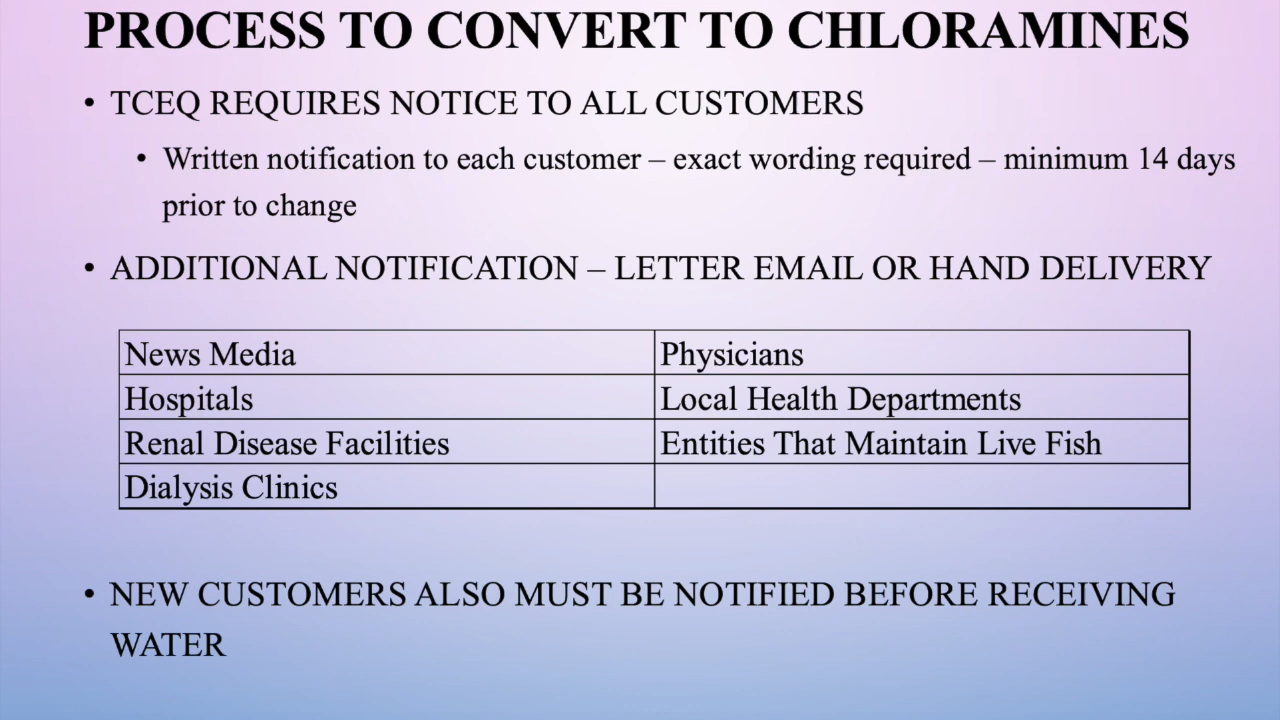 PROCESS TO CONVERT TO CHLORAMINES
• TCEQ REQUIRES NOTICE TO ALL CUSTOMERS
• Written notification to each customer – exact wording required – minimum 14 days
prior to change
• ADDITIONAL NOTIFICATION – LETTER EMAIL OR HAND DELIVERY
News Media Physicians
Hospitals Local Health Departments
Renal Disease Facilities Entities That Maintain Live Fish
Dialysis Clinics
• NEW CUSTOMERS ALSO MUST BE NOTIFIED BEFORE RECEIVING
WATER